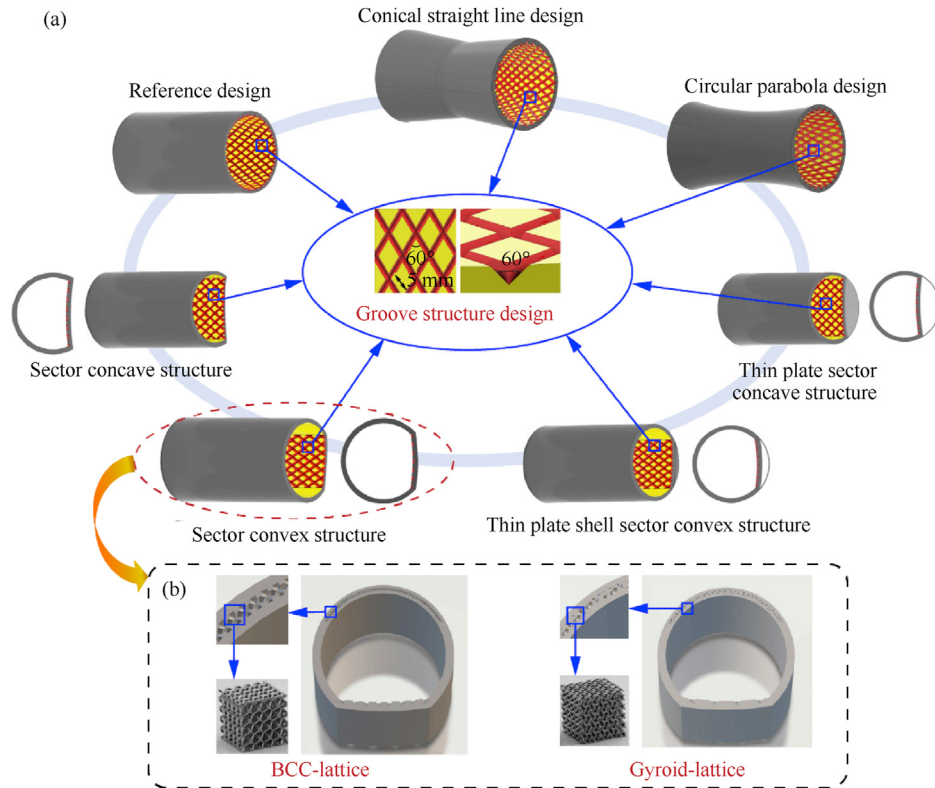 (a)
Conical straight line design
Reference design
Circular parabola design
60°
5 mm
60°
Groove structure design
Sector concave structure
Thin plate sector
concave structure
Sector convex structure
Thin plate shell sector convex structure
(b)
BCC-lattice
Gyroid-lattice